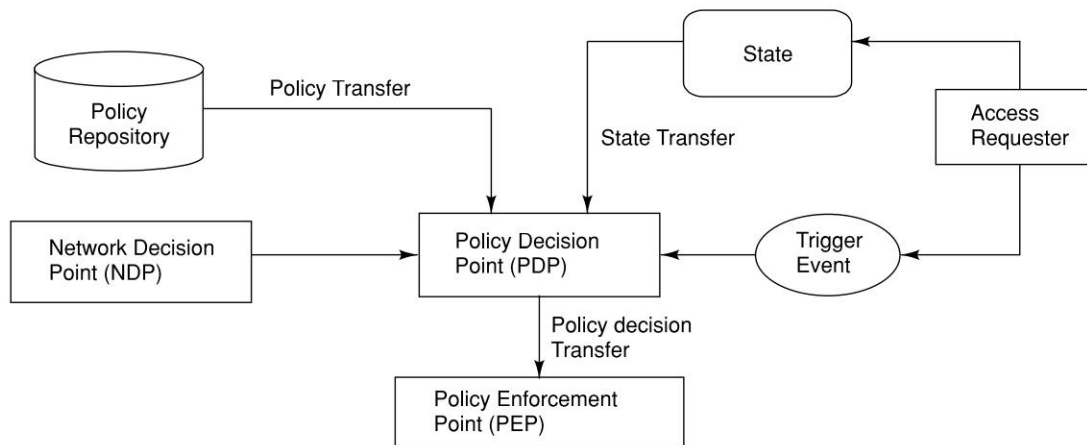 State
Policy Transfer
Policy
Repository
Access
Requester
State Transfer
Network Decision
Point (NDP)
Policy Decision
Point (PDP)
Trigger
Event
Policy decision
Transfer
Policy Enforcement
Point (PEP)